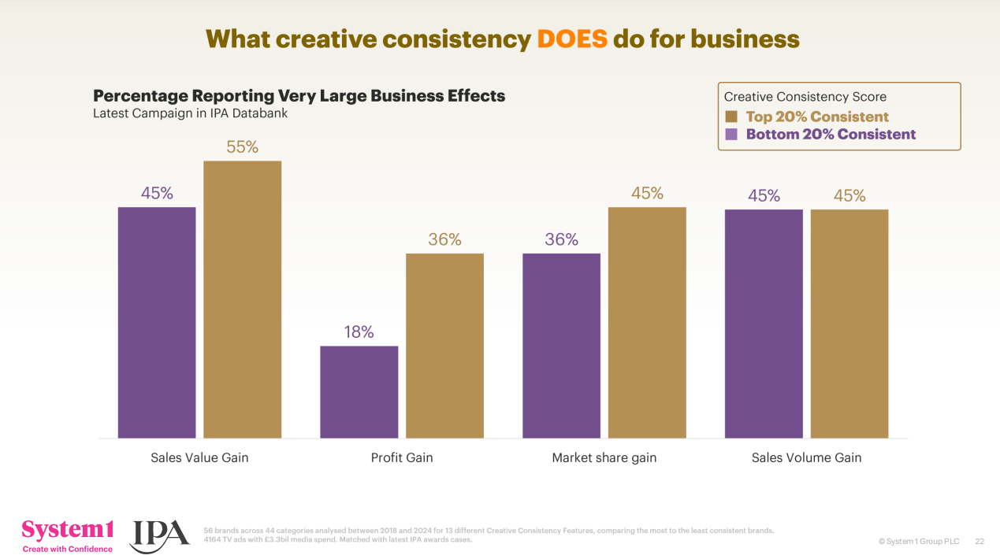 What creative consistency DOES do for business
Percentage Reporting Very Large Business Effects
Latest Campaign in IPA Databank
Creative Consistency Score
Top 20% Consistent
Bottom 20% Consistent
45%
55%
18%
36%
36%
45%
45%
45%
Sales Value Gain
Profit Gain
Market share gain
Sales Volume Gain
System1
Create with Confidence
IPA
56 brands across 44 categories analysed between 2018 and 2024 for 13 different Creative Consistency Features, comparing the most to the least consistent brands.
4164 TV ads with £3.3bil media spend. Matched with latest IPA awards cases.
© System1 Group PLC
22